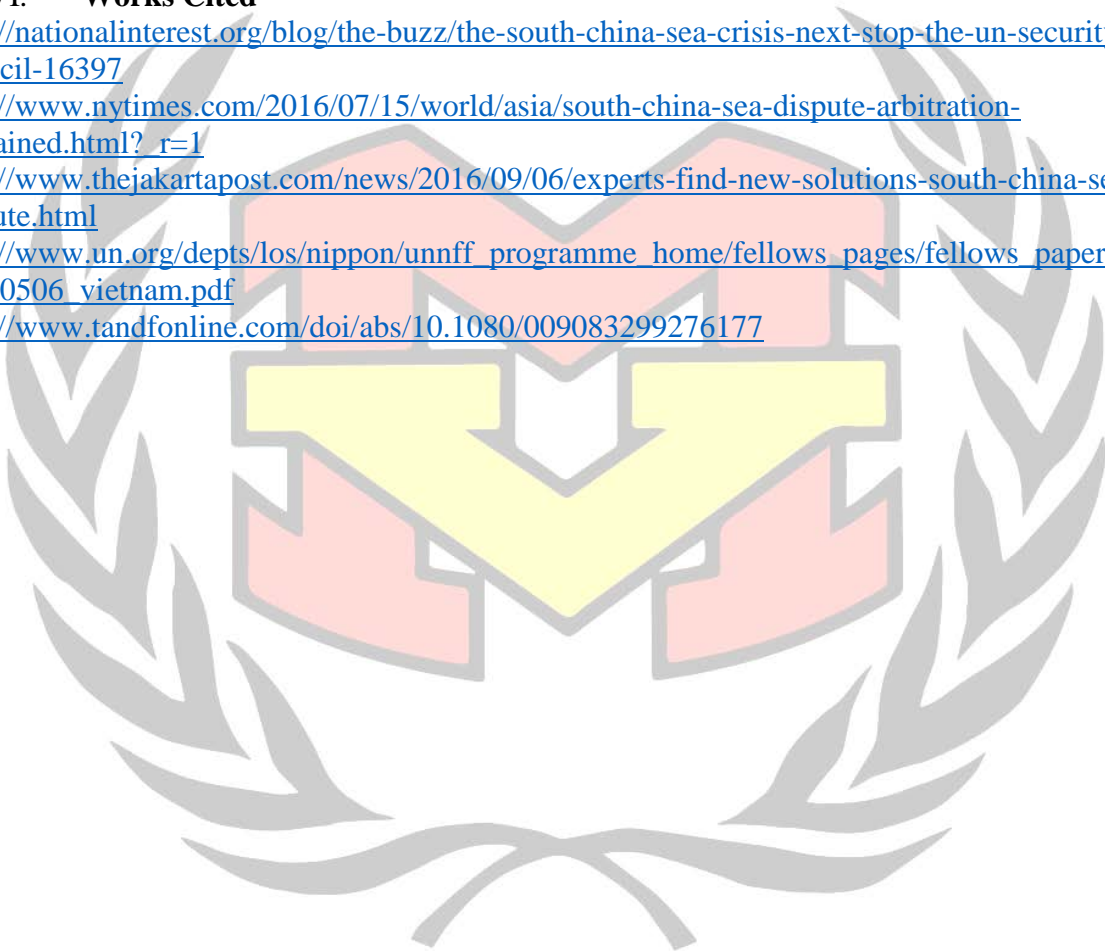 VI. Works Cited
//nationalinterest.org/blog/the-buzz/the-south-china-sea-crisis-next-stop-the-un-security
cil-16397
//www.nytimes.com/2016/07/15/world/asia/south-china-sea-dispute-arbitration-
ained.html?_r=1
//www.thejakartapost.com/news/2016/09/06/experts-find-new-solutions-south-china-se
ute.html
//www.un.org/depts/los/nippon/unnff_programme_home/fellows_pages/fellows_paper
0506_vietnam.pdf
//www.tandfonline.com/doi/abs/10.1080/009083299276177